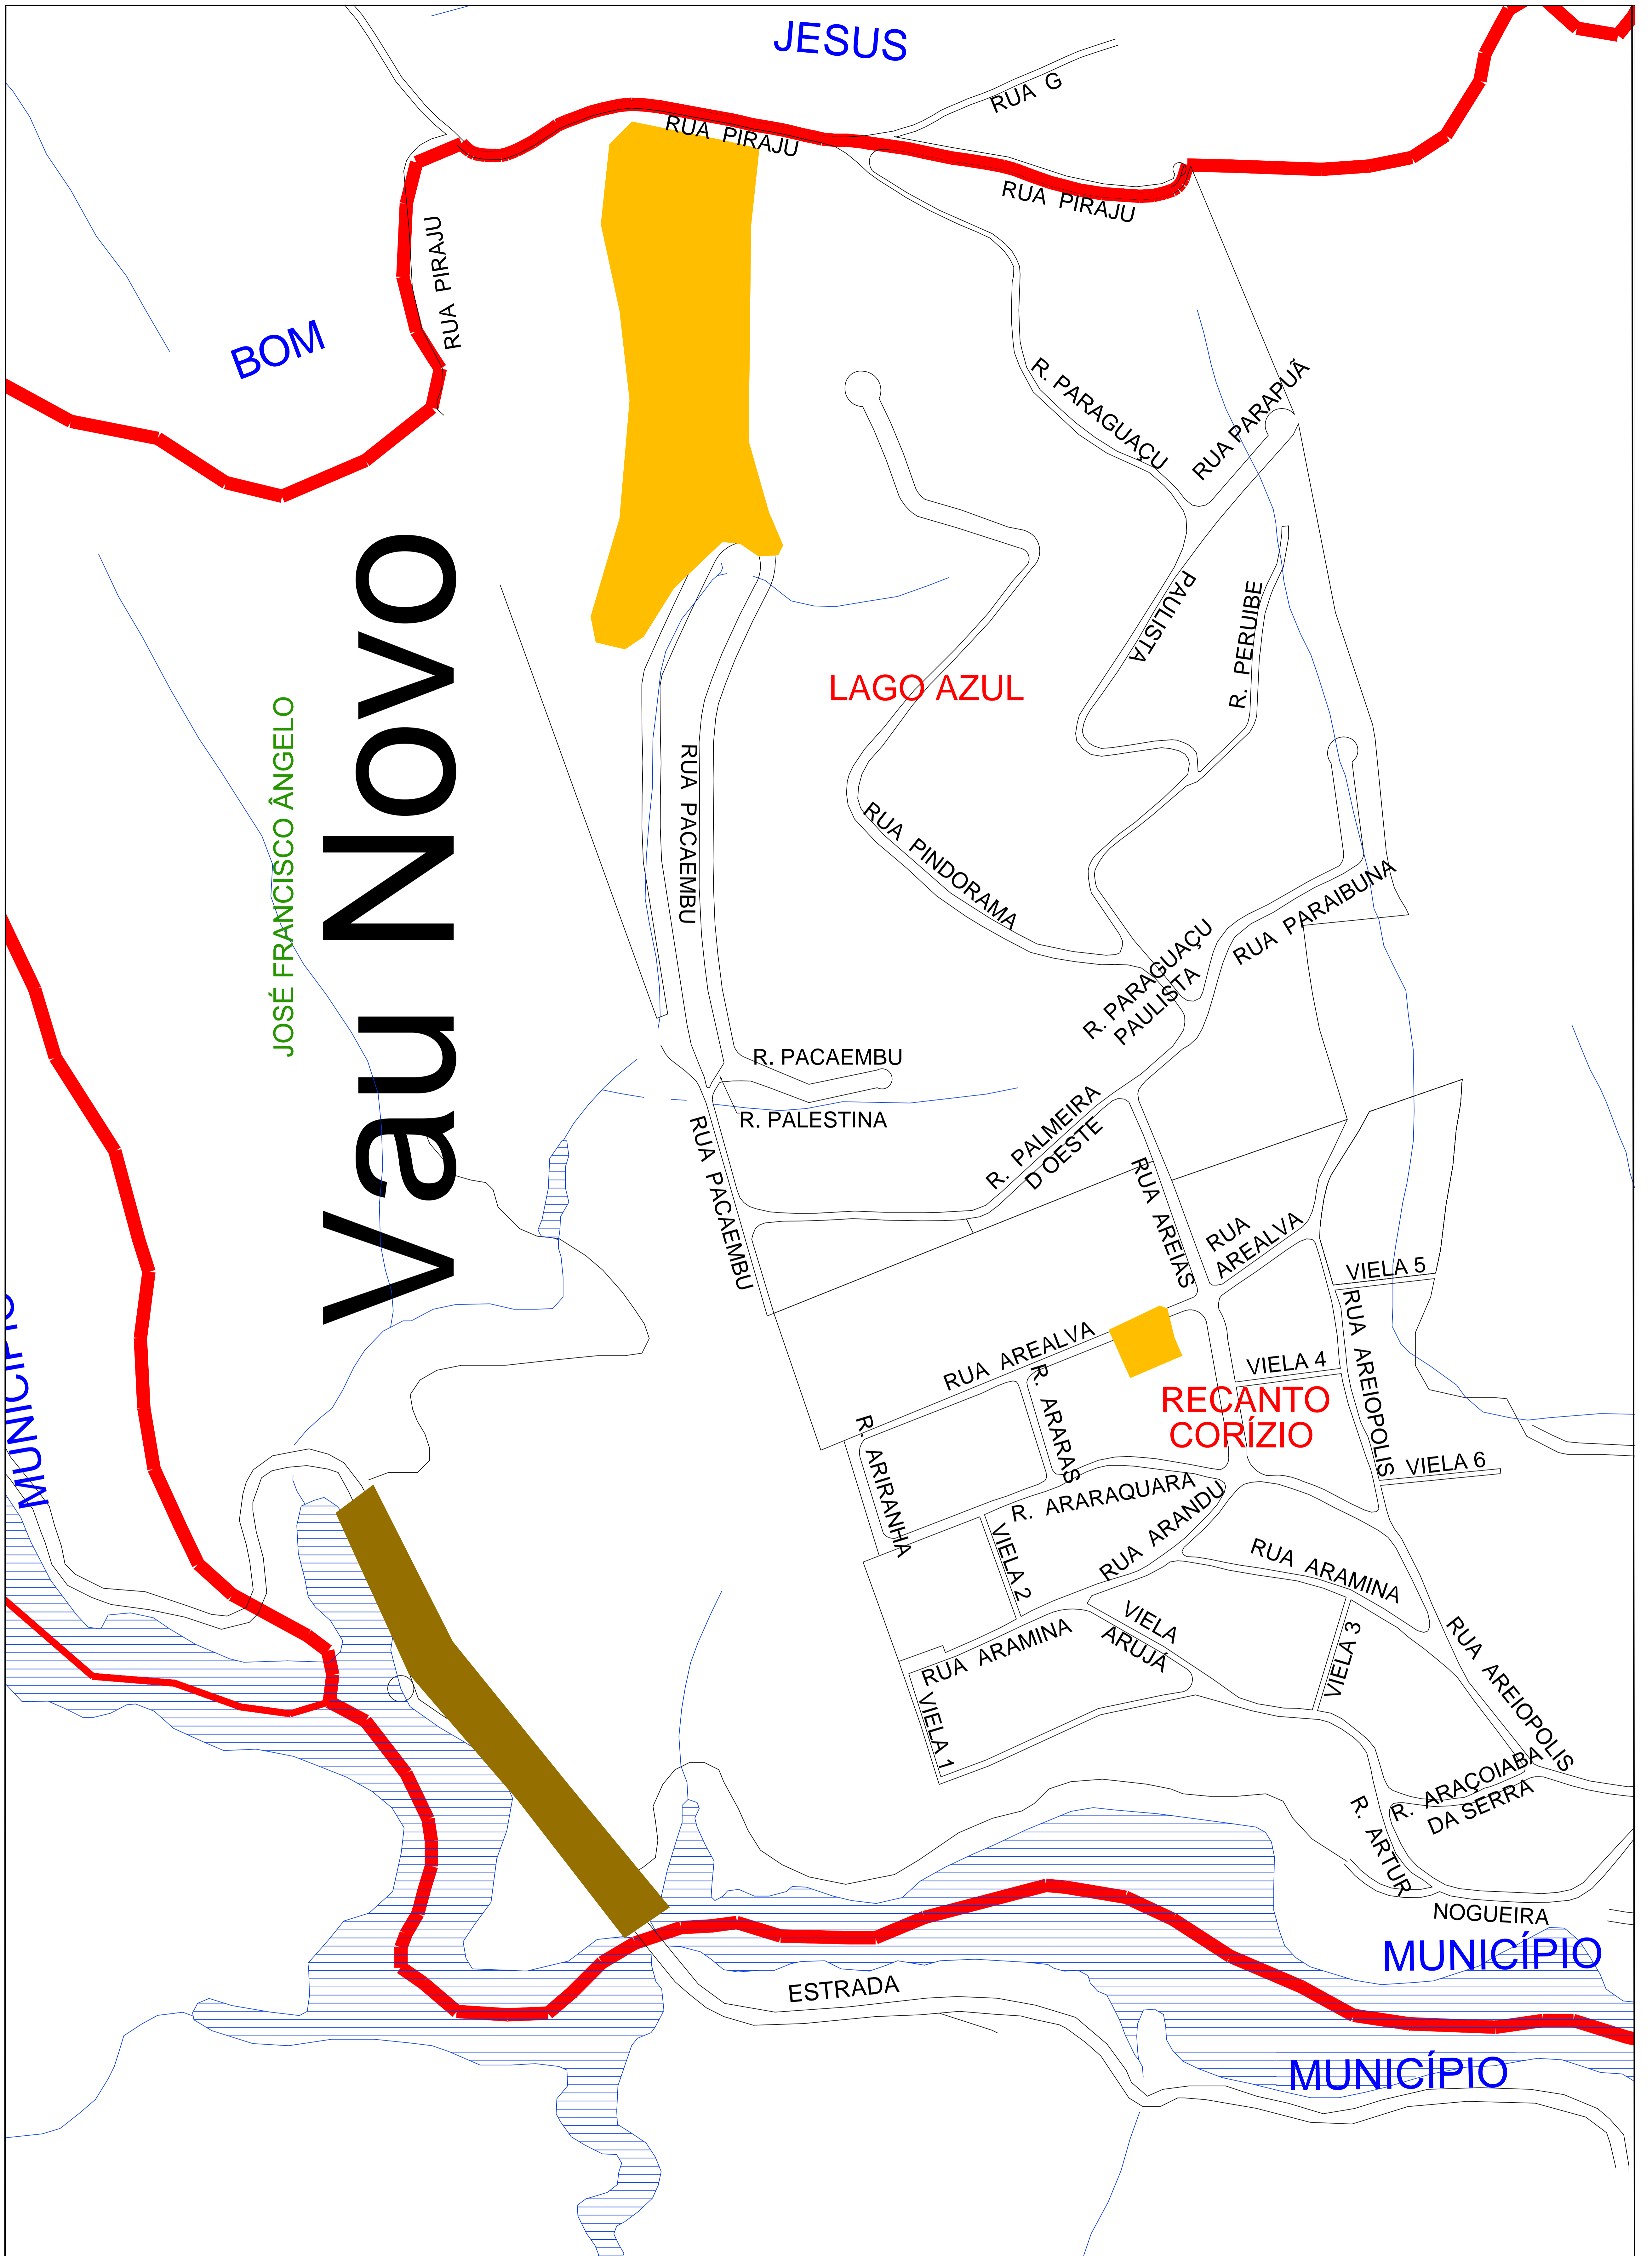 JESUS
RUA G
RUA PIRAJU
RUA PIRAJU
RUA PIRAJU
BOM
R. PARAGUAÇU
RUA PARAPUÃ
PAULISTA
R. PERUIBE
LAGO AZUL
JOSÉ FRANCISCO ÂNGELO
Vau Novo
RUA PACAEMBU
RUA PINDORAMA
R. PARAGUAÇU
PAULISTA
RUA PARAIBUNA
R. PACAEMBU
R. PALESTINA
R. PALMEIRA
D OESTE
RUA PACAEMBU
RUA AREIAS
RUA
AREALVA
VIELA 5
RUA AREIOPOLIS
RUA AREALVA
VIELA 4
R. ARARAS
RECANTO
CORÍZIO
MUNICÍPIO
R. ARIRANHA
VIELA 6
R. ARARAQUARA
RUA ARANDU
VIELA 2
RUA ARAMINA
VIELA
ARUJÁ
RUA ARAMINA
VIELA 3
RUA AREIOPOLIS
VIELA 1
R. ARAÇOIABA
DA SERRA
R. ARTUR
NOGUEIRA
MUNICÍPIO
ESTRADA
MUNICÍPIO